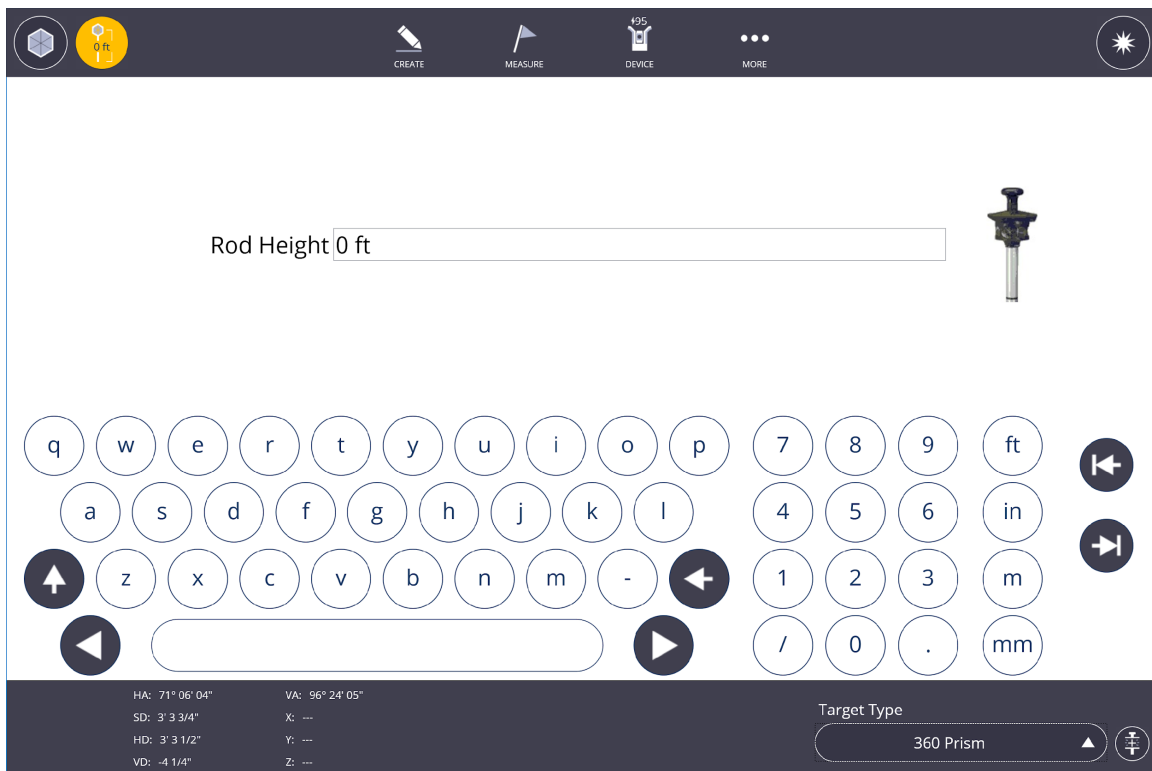 0 ft
CREATE
MEASURE
95
DEVICE
MORE
Rod Height 0 ft
q w e r t y u i o p 7 8 9 ft
a s d f g h j k l 4 5 6 in
z x c v b n m - 1 2 3 m
/ 0 . mm
HA: 71° 06' 04" VA: 96° 24' 05"
SD: 3' 3 3/4" X: ---
HD: 3' 3 1/2" Y: ---
VD: -4 1/4" Z: ---
Target Type
360 Prism